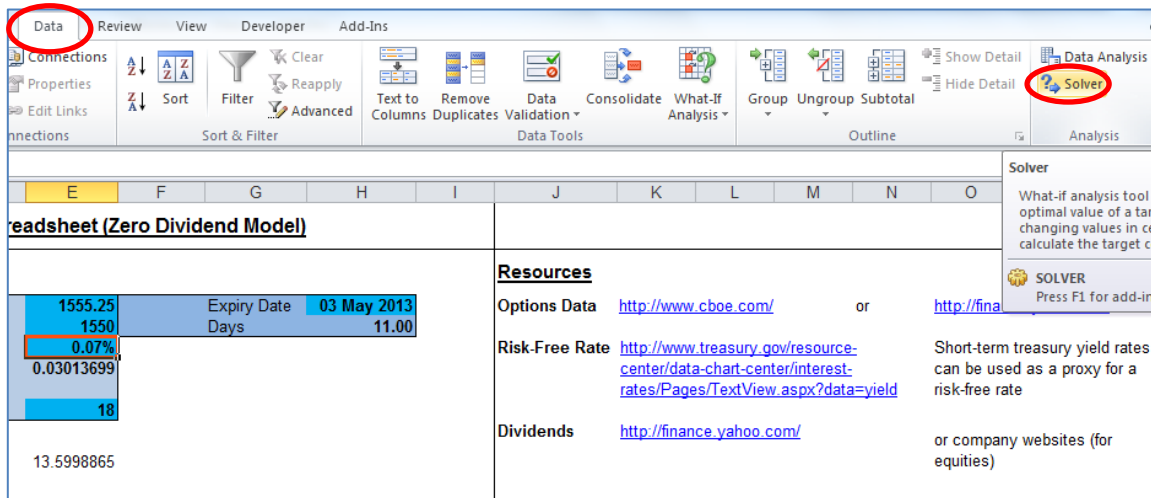 Data Review View Developer Add-Ins
Connections
Properties
Edit Links
nnections
Sort
Filter
Clear
Reapply
Advanced
Sort & Filter
Text to Columns
Remove Duplicates
Data Validation
Consolidate
What-If Analysis
Data Tools
Group
Ungroup
Subtotal
Show Detail
Hide Detail
Outline
Data Analysis
Solver
Analysis
Solver
What-if analysis tool
optimal value of a tar
changing values in ce
calculate the target c
SOLVER
Press F1 for add-in
E F G H I J K L M N O
readsheet (Zero Dividend Model)
Resources
1555.25 Expiry Date 03 May 2013
1550 Days 11.00
0.07%
0.03013699
18
13.5998865
Options Data http://www.cboe.com/ or http://fina
Risk-Free Rate http://www.treasury.gov/resource-
center/data-chart-center/interest-
rates/Pages/TextView.aspx?data=yield
Short-term treasury yield rates
can be used as a proxy for a
risk-free rate
Dividends http://finance.yahoo.com/
or company websites (for
equities)